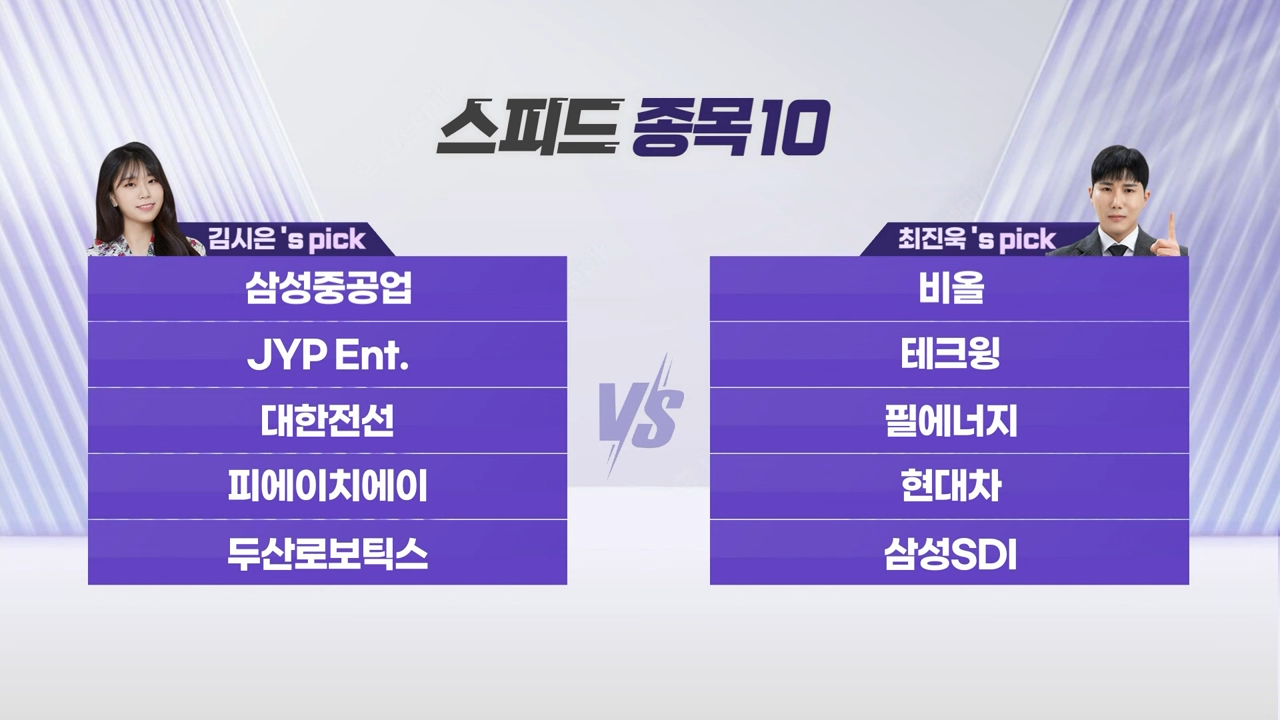 스피드 종목10
김시은's pick
삼성중공업
JYP Ent.
대한전선
피에이치에이
두산로보틱스
VS
최진욱's pick
비올
테크윙
필에너지
현대차
삼성SDI